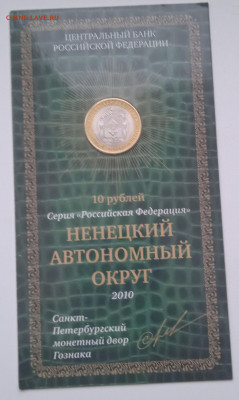 ЦЕНТРАЛЬНЫЙ БАНК
РОССИЙСКОЙ ФЕДЕРАЦИИ
10 рублей
Серия «Российская Федерация»
НЕНЕЦКИЙ
АВТОНОМНЫЙ
ОКРУГ
2010
Санкт-
Петербургский
монетный двор
Гознака